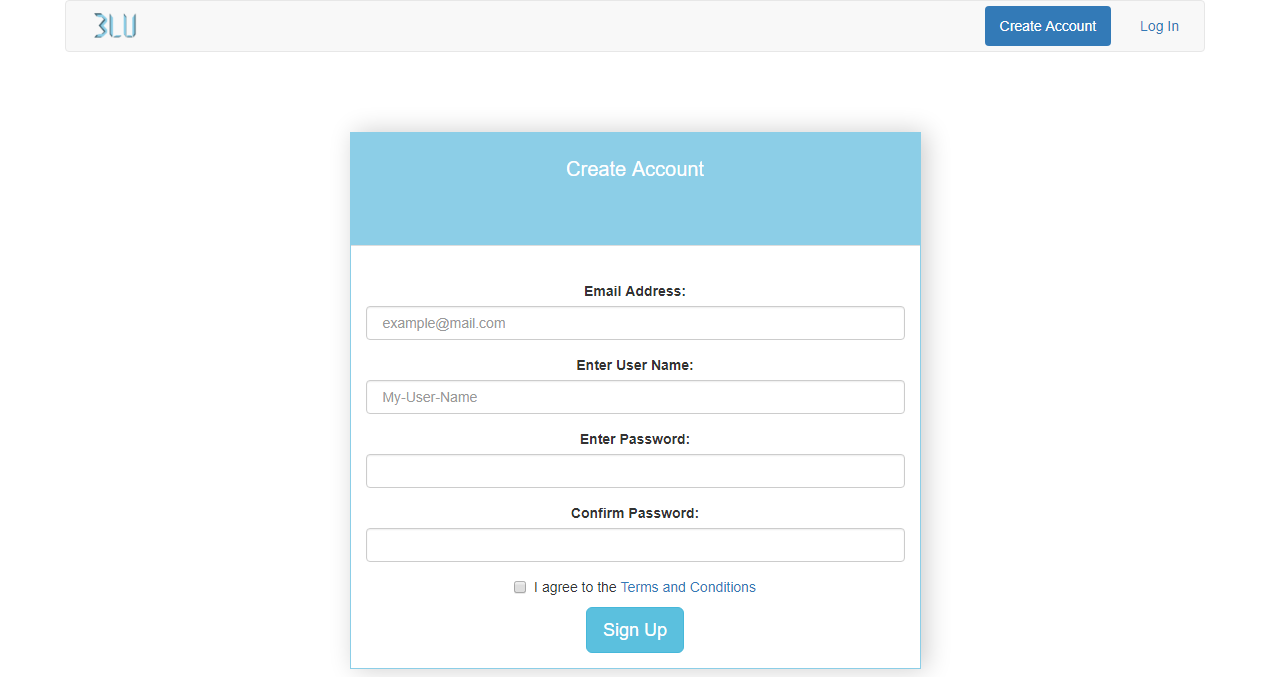 3LU
Create Account
Log In
Create Account
Email Address:
example@mail.com
Enter User Name:
My-User-Name
Enter Password:
Confirm Password:
I agree to the Terms and Conditions
Sign Up